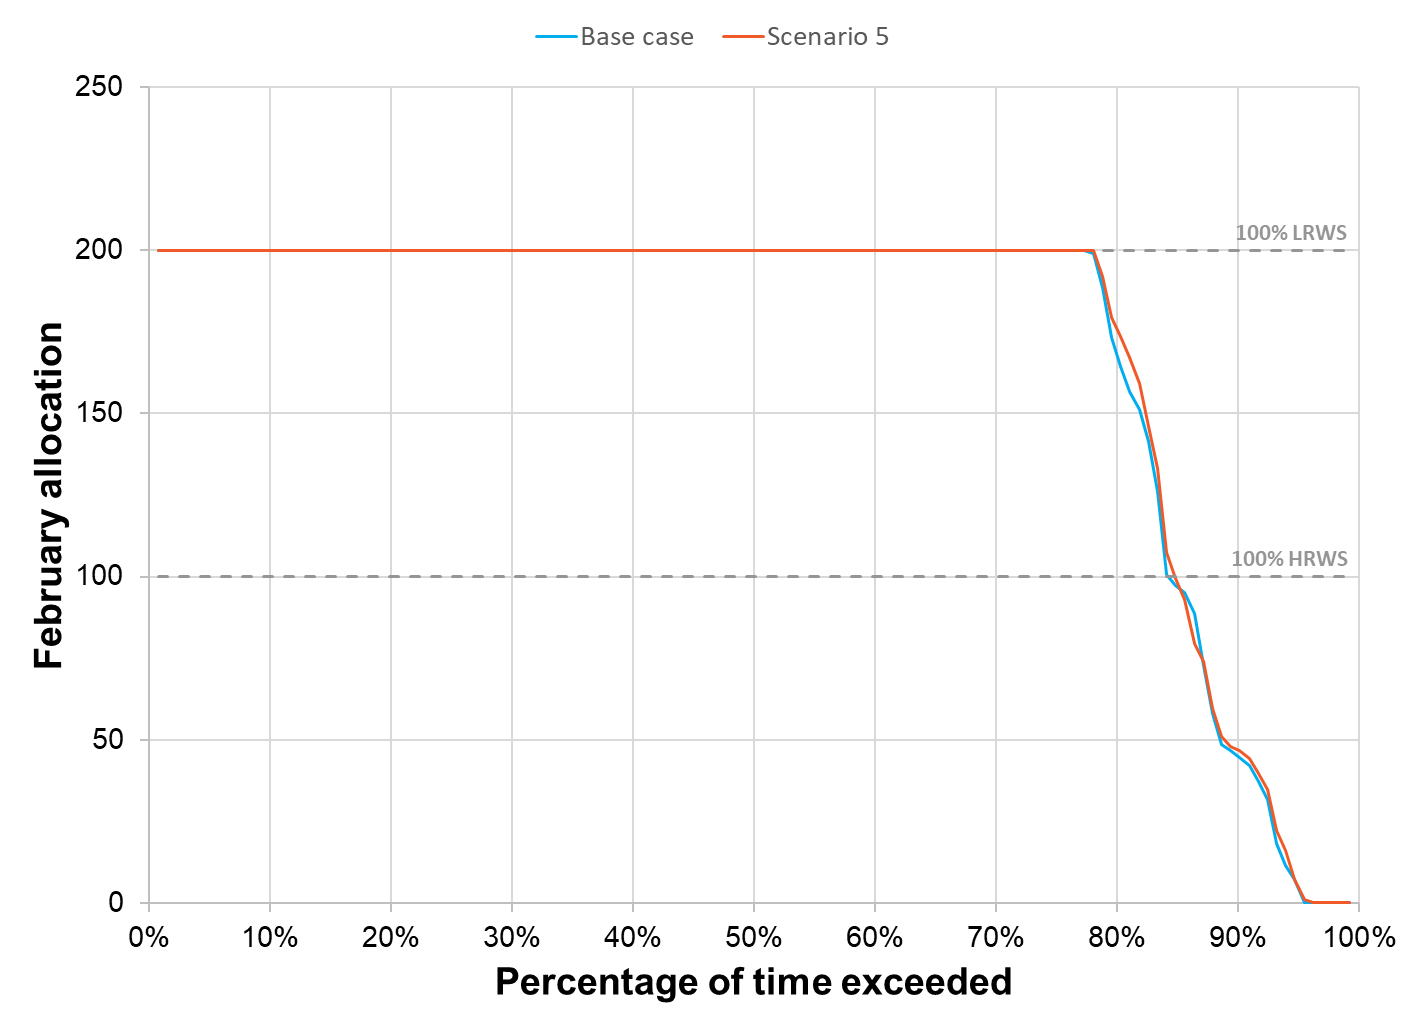 Base case Scenario 5
250
200
150
100
50
0
100% LRWS
100% HRWS
February allocation
0% 10% 20% 30% 40% 50% 60% 70% 80% 90% 100%
Percentage of time exceeded